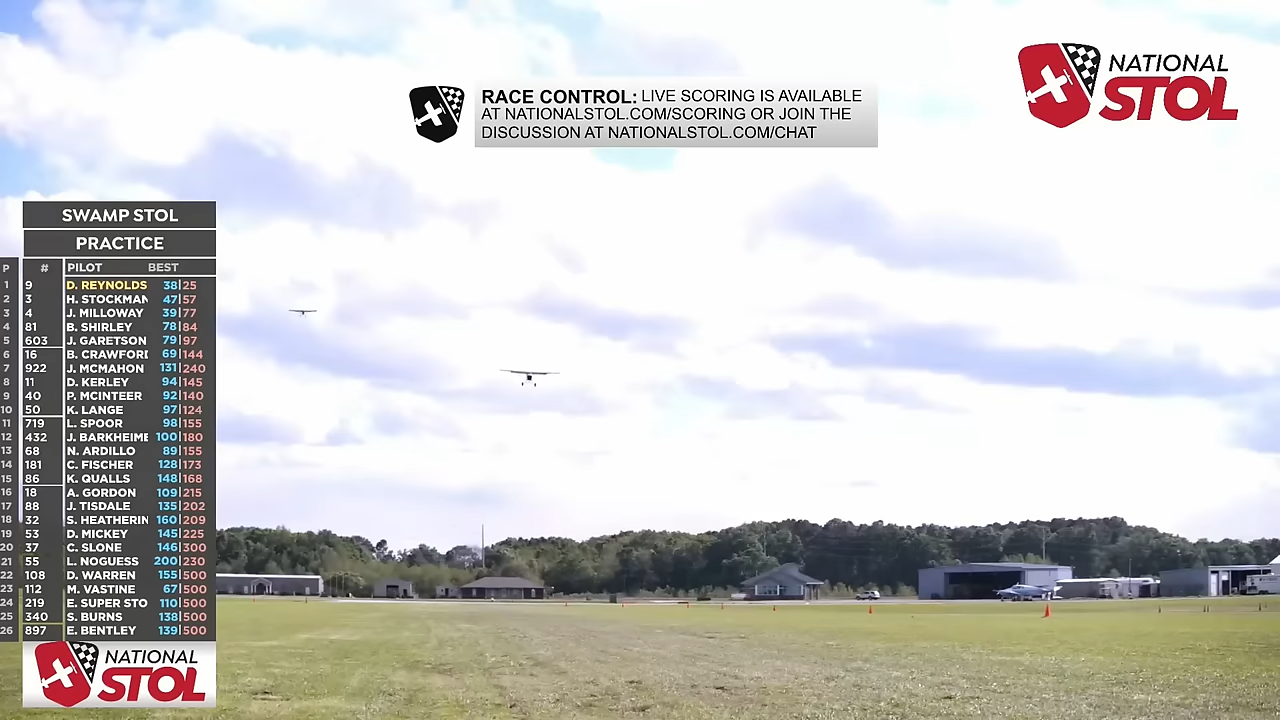 RACE CONTROL: LIVE SCORING IS AVAILABLE
AT NATIONALSTOL.COM/SCORING OR JOIN THE
DISCUSSION AT NATIONALSTOL.COM/CHAT
NATIONAL
STOL
SWAMP STOL
PRACTICE
P # PILOT BEST
1 9 D. REYNOLDS 38|25
2 3 H. STOCKMAN 47|57
3 4 J. MILLOWAY 39|77
4 81 B. SHIRLEY 78|84
5 603 J. GARETSON 79|97
6 16 B. CRAWFORD 69|144
7 922 J. MCMAHON 131|240
8 11 D. KERLEY 94|145
9 40 P. MCINTEER 92|140
10 50 K. LANGE 97|124
11 719 L. SPOOR 98|155
12 432 J. BARKHEIME 100|180
13 68 N. ARDILLO 89|155
14 181 C. FISCHER 128|173
15 86 K. QUALLS 148|168
16 18 A. GORDON 109|215
17 88 J. TISDALE 135|202
18 32 S. HEATHERIN 160|209
19 53 D. MICKEY 145|225
20 37 C. SLONE 146|300
21 55 L. NOGUESS 200|230
22 108 D. WARREN 155|500
23 112 M. VASTINE 67|500
24 219 E. SUPER STO 110|500
25 340 S. BURNS 138|500
26 897 E. BENTLEY 139|500
NATIONAL
STOL